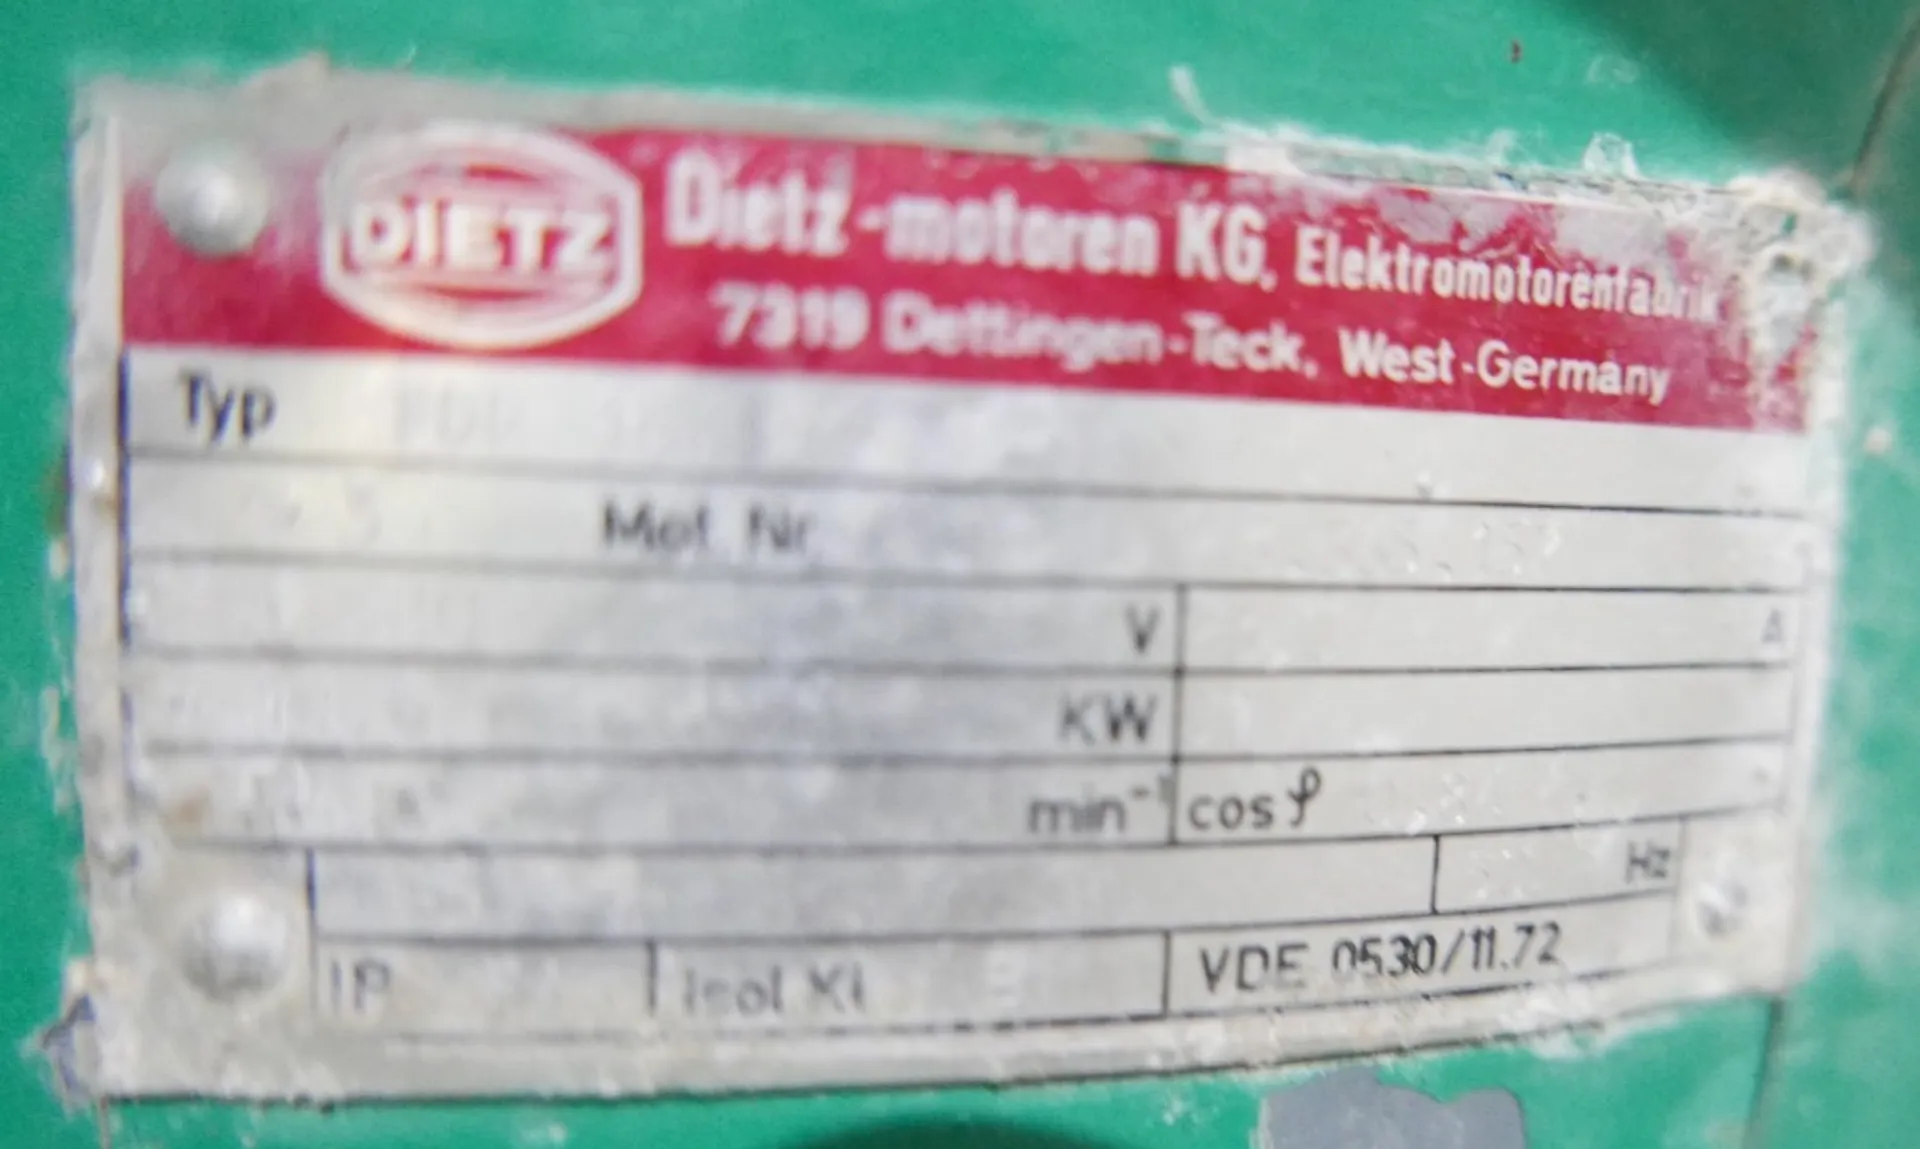 DIETZ
Dietz-motoren KG, Elektromotorenfabrik
7319 Dettingen-Teck, West-Germany
Typ
Mot. Nr
V A
KW
min⁻¹ cos φ
Hz
IP Isol Kl VDE 0530/11.72